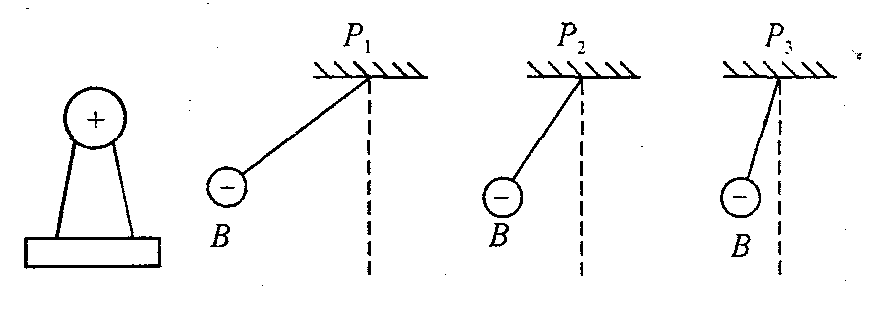 P₁ P₂ P₃
+
− − −
B B B